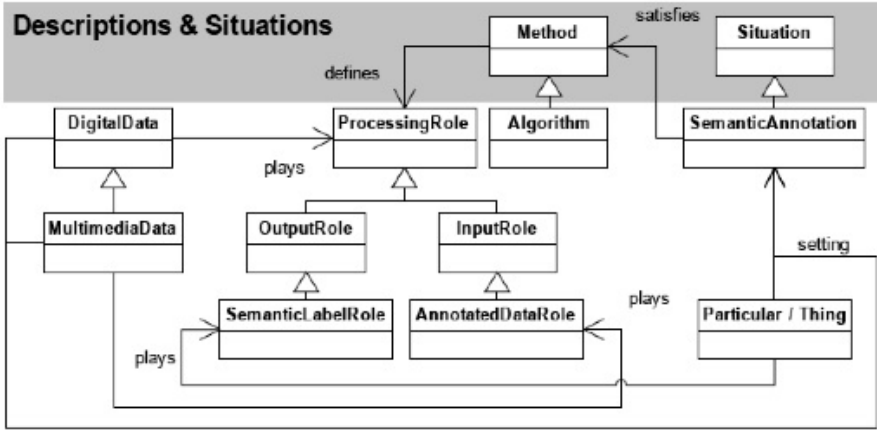 Descriptions & Situations
Method
satisfies
Situation
defines
DigitalData
ProcessingRole
Algorithm
SemanticAnnotation
plays
MultimediaData
OutputRole
InputRole
setting
SemanticLabelRole
AnnotatedDataRole
plays
Particular / Thing
plays